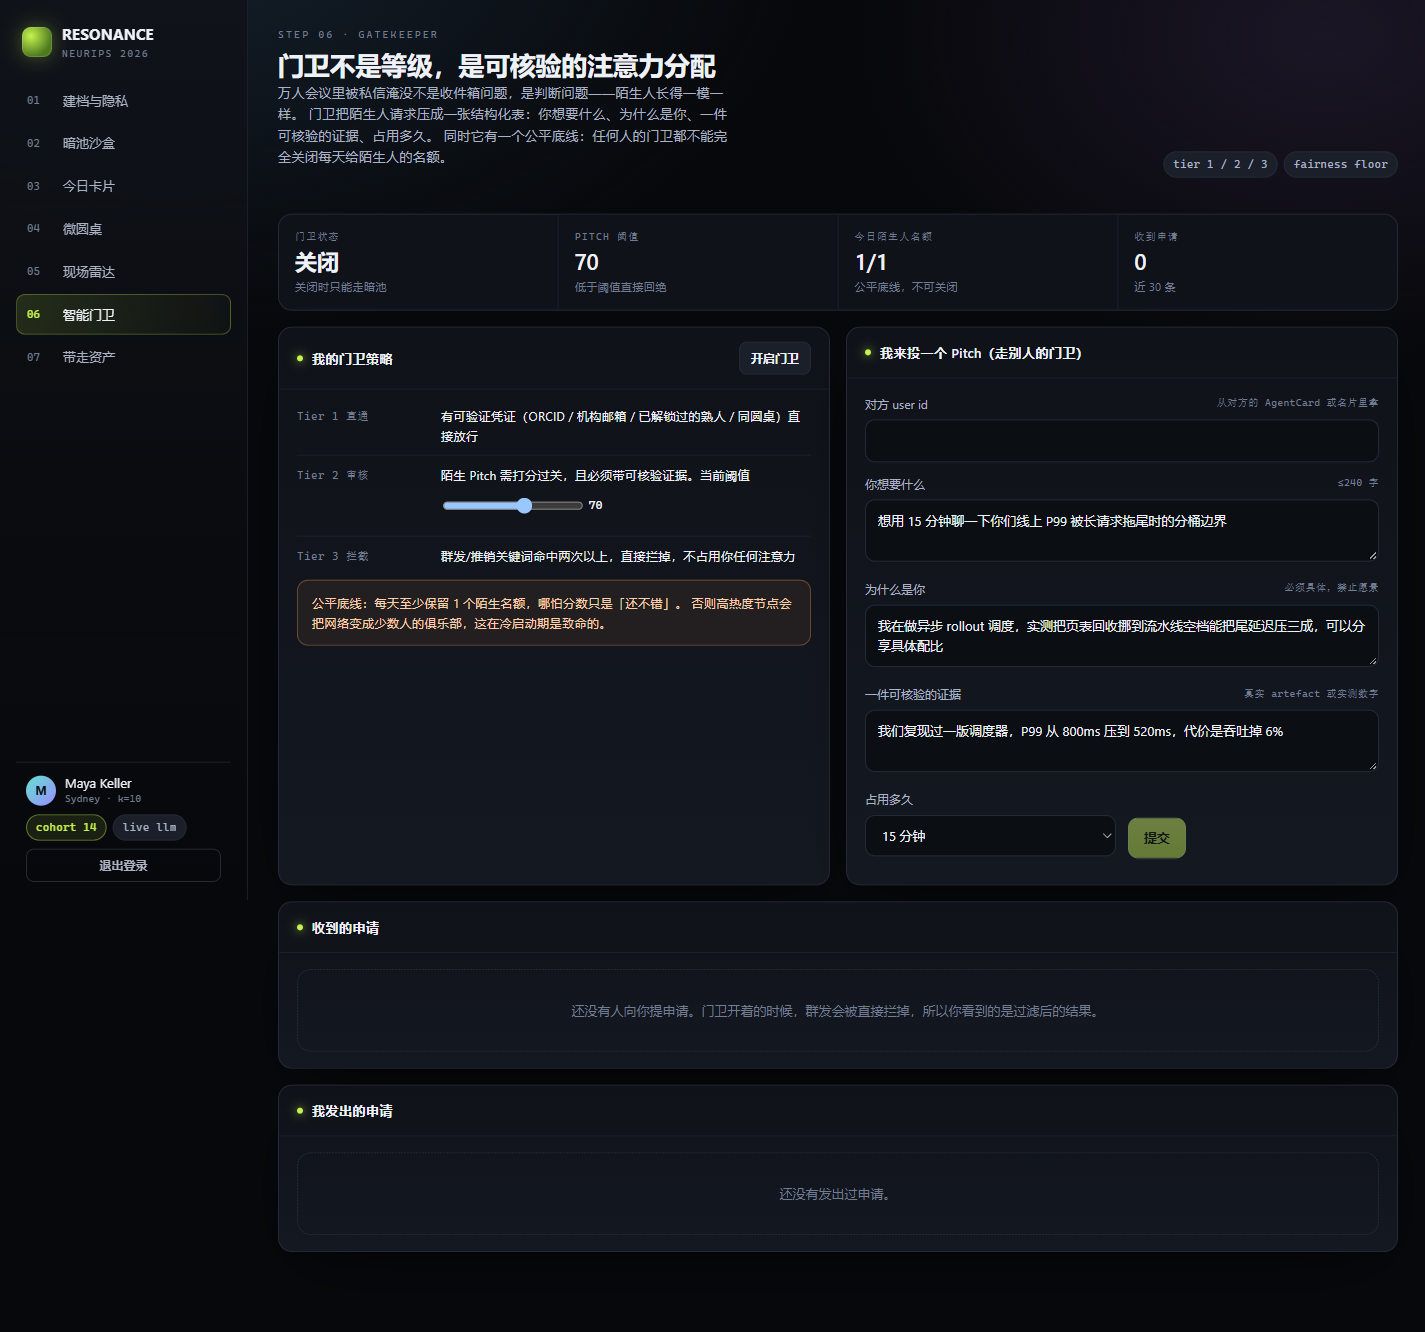 RESONANCE
NEURIPS 2026
01 建档与隐私
02 暗池沙盒
03 今日卡片
04 微圆桌
05 现场雷达
06 智能门卫
07 带走资产
M
Maya Keller
Sydney · k=10
cohort 14
live llm
退出登录
STEP 06 · GATEKEEPER
门卫不是等级，是可核验的注意力分配
万人会议里被私信淹没不是收件箱问题，是判断问题——陌生人长得一模一
样。 门卫把陌生人请求压成一张结构化表：你想要什么、为什么是你、一件
可核验的证据、占用多久。 同时它有一个公平底线：任何人的门卫都不能完
全关闭每天给陌生人的名额。
tier 1 / 2 / 3
fairness floor
门卫状态
关闭
关闭时只能走暗池
PITCH 阈值
70
低于阈值直接回绝
今日陌生人名额
1/1
公平底线，不可关闭
收到申请
0
近 30 条
我的门卫策略
开启门卫
Tier 1 直通
有可验证凭证（ORCID / 机构邮箱 / 已解锁过的熟人 / 同圆桌）直
接放行
Tier 2 审核
陌生 Pitch 需打分过关，且必须带可核验证据。当前阈值
70
Tier 3 拦截
群发/推销关键词命中两次以上，直接拦掉，不占用你任何注意力
公平底线：每天至少保留 1 个陌生名额，哪怕分数只是「还不错」。 否则高热度节点会
把网络变成少数人的俱乐部，这在冷启动期是致命的。
我来投一个 Pitch（走别人的门卫）
对方 user id
从对方的 AgentCard 或名片里拿
你想要什么
≤240 字
想用 15 分钟聊一下你们线上 P99 被长请求拖尾时的分桶边界
为什么是你
必须具体，禁止愿景
我在做异步 rollout 调度，实测把页表回收挪到流水线空档能把尾延迟压三成，可以分
享具体配比
一件可核验的证据
真实 artefact 或实测数字
我们复现过一版调度器，P99 从 800ms 压到 520ms，代价是吞吐掉 6%
占用多久
15 分钟
提交
收到的申请
还没有人向你提申请。门卫开着的时候，群发会被直接拦掉，所以你看到的是过滤后的结果。
我发出的申请
还没有发出过申请。